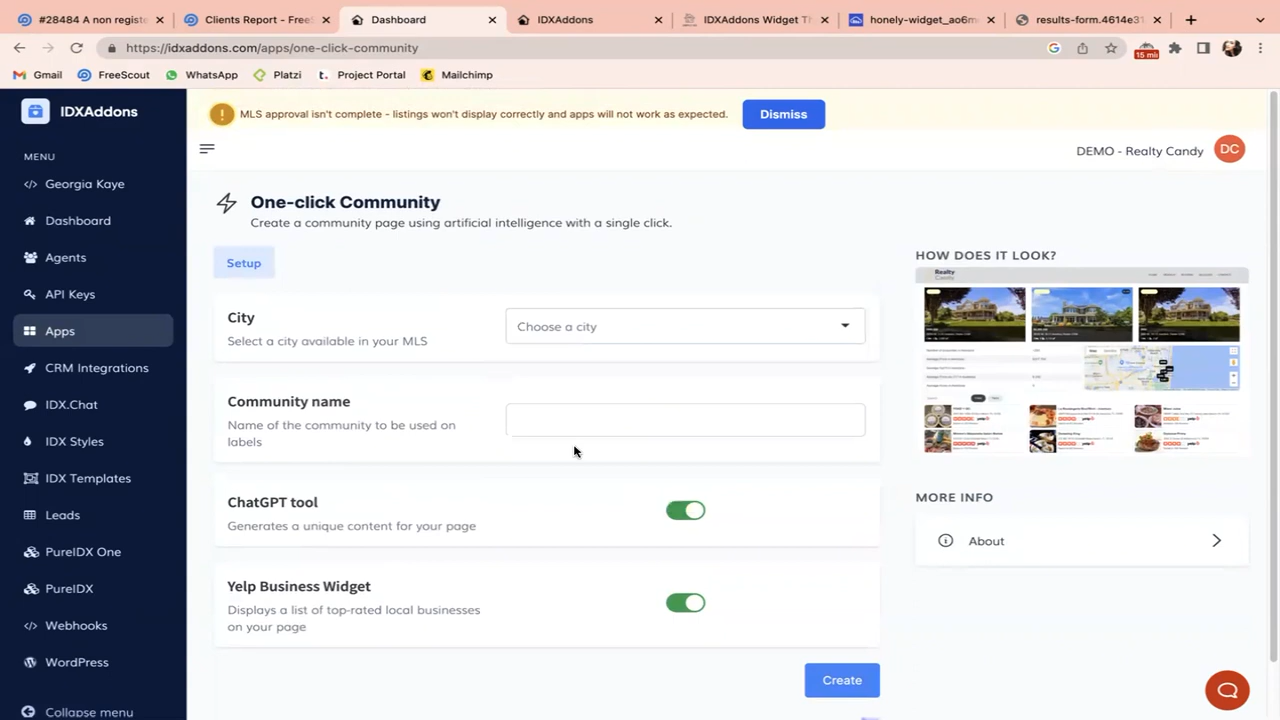 #28484 A non registe
Clients Report - FreeS
Dashboard
IDXAddons
IDXAddons Widget Th
honely-widget_ao6m
results-form.4614e31
https://idxaddons.com/apps/one-click-community
15 mi
Gmail
FreeScout
WhatsApp
Platzi
Project Portal
Mailchimp
IDXAddons
MENU
Georgia Kaye
Dashboard
Agents
API Keys
Apps
CRM Integrations
IDX.Chat
IDX Styles
IDX Templates
Leads
PureIDX One
PureIDX
Webhooks
WordPress
Collapse menu
MLS approval isn't complete - listings won't display correctly and apps will not work as expected.
Dismiss
DEMO - Realty Candy
DC
One-click Community
Create a community page using artificial intelligence with a single click.
Setup
City
Select a city available in your MLS
Choose a city
Community name
Name of the community to be used on
labels
ChatGPT tool
Generates a unique content for your page
Yelp Business Widget
Displays a list of top-rated local businesses
on your page
Create
HOW DOES IT LOOK?
Realty
Candy
MORE INFO
About